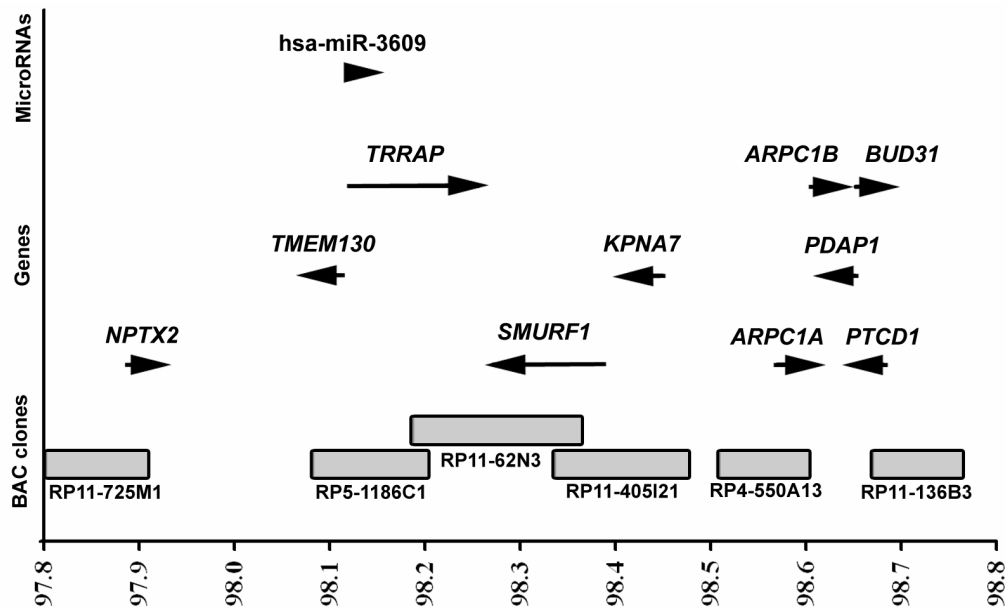 MicroRNAs
hsa-miR-3609
Genes
TRRAP
ARPC1B
BUD31
TMEM130
KPNA7
PDAP1
NPTX2
SMURF1
ARPC1A
PTCD1
BAC clones
RP11-725M1
RP5-1186C1
RP11-62N3
RP11-405I21
RP4-550A13
RP11-136B3
97.8
97.9
98.0
98.1
98.2
98.3
98.4
98.5
98.6
98.7
98.8